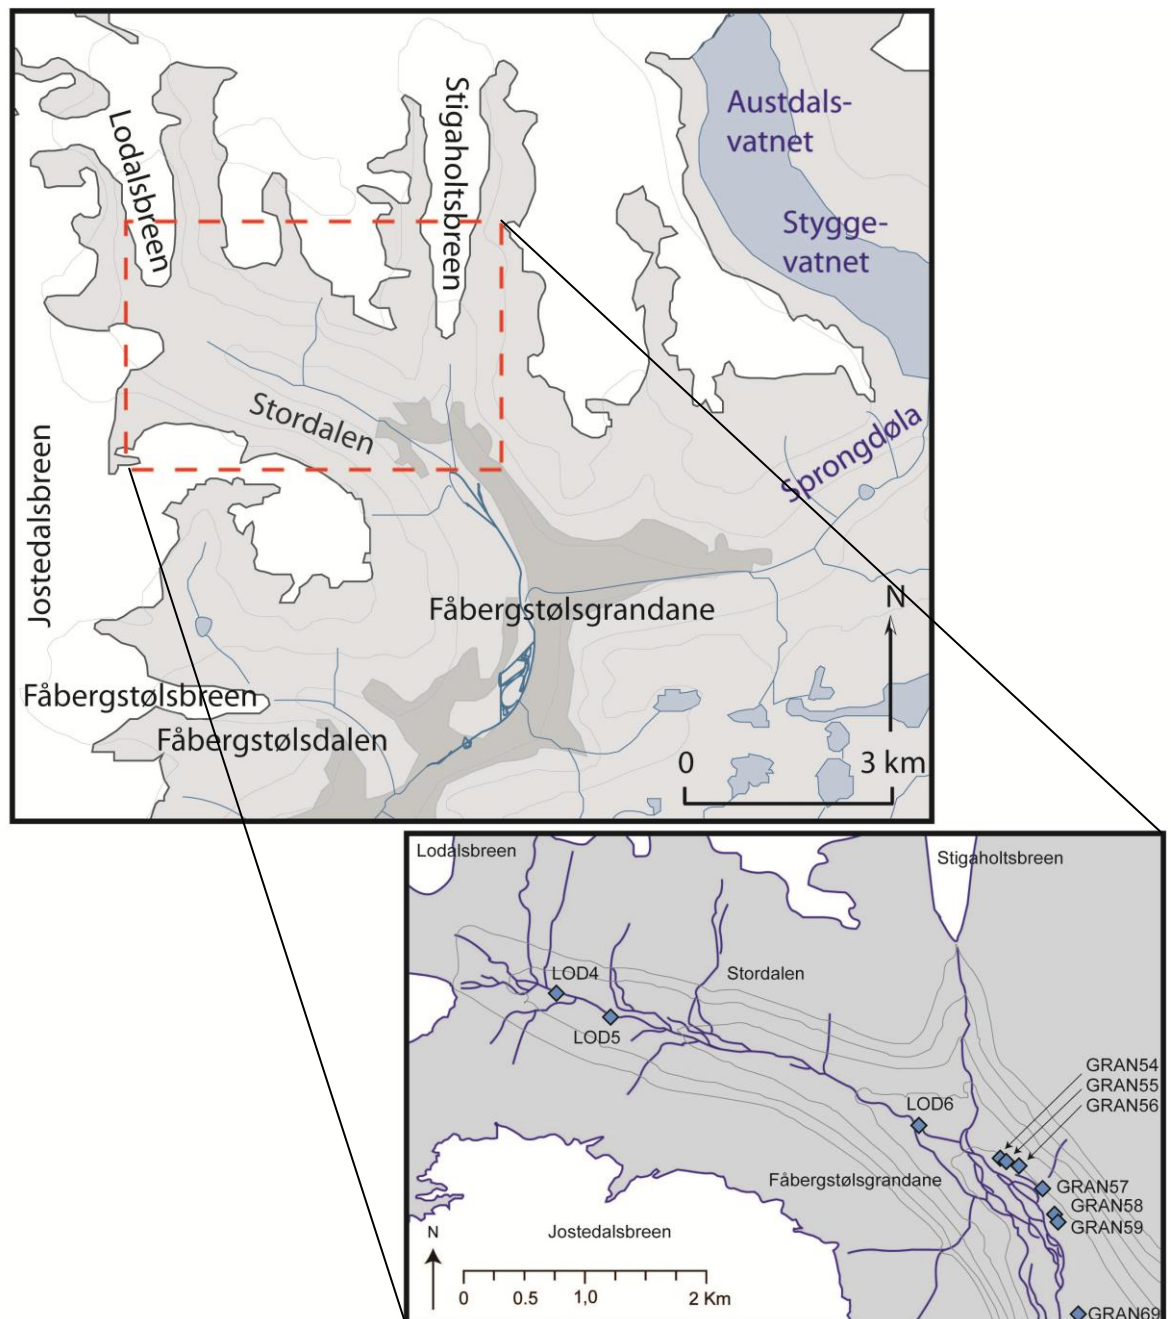 Austdals-
vatnet
Lodalsbreen
Stigaholtsbreen
Stygge-
vatnet
Stordalen
Sprongdøla
Jostedalsbreen
Fåbergstølsgrandane
N
Fåbergstølsbreen
Fåbergstølsdalen
0 3 km
Lodalsbreen
Stigaholtsbreen
LOD4
Stordalen
LOD5
GRAN54
GRAN55
GRAN56
LOD6
Fåbergstølsgrandane
GRAN57
GRAN58
GRAN59
N
Jostedalsbreen
0 0.5 1,0 2 Km
GRAN69